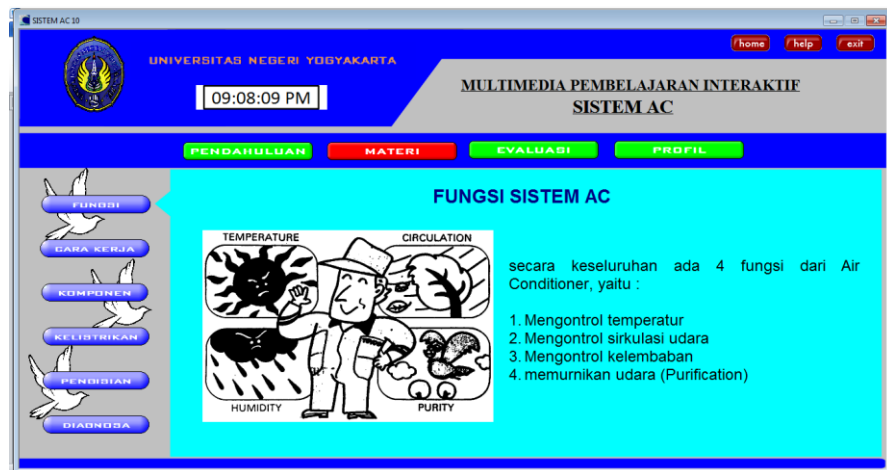 SISTEM AC 10
home help exit
UNIVERSITAS NEGERI YOGYAKARTA
09:08:09 PM
MULTIMEDIA PEMBELAJARAN INTERAKTIF
SISTEM AC
PENDAHULUAN MATERI EVALUASI PROFIL
FUNGSI
CARA KERJA
KOMPONEN
KELISTRIKAN
PENGISIAN
DIAGNOSA
FUNGSI SISTEM AC
TEMPERATURE CIRCULATION
HUMIDITY PURITY
secara keseluruhan ada 4 fungsi dari Air
Conditioner, yaitu :
1. Mengontrol temperatur
2. Mengontrol sirkulasi udara
3. Mengontrol kelembaban
4. memurnikan udara (Purification)